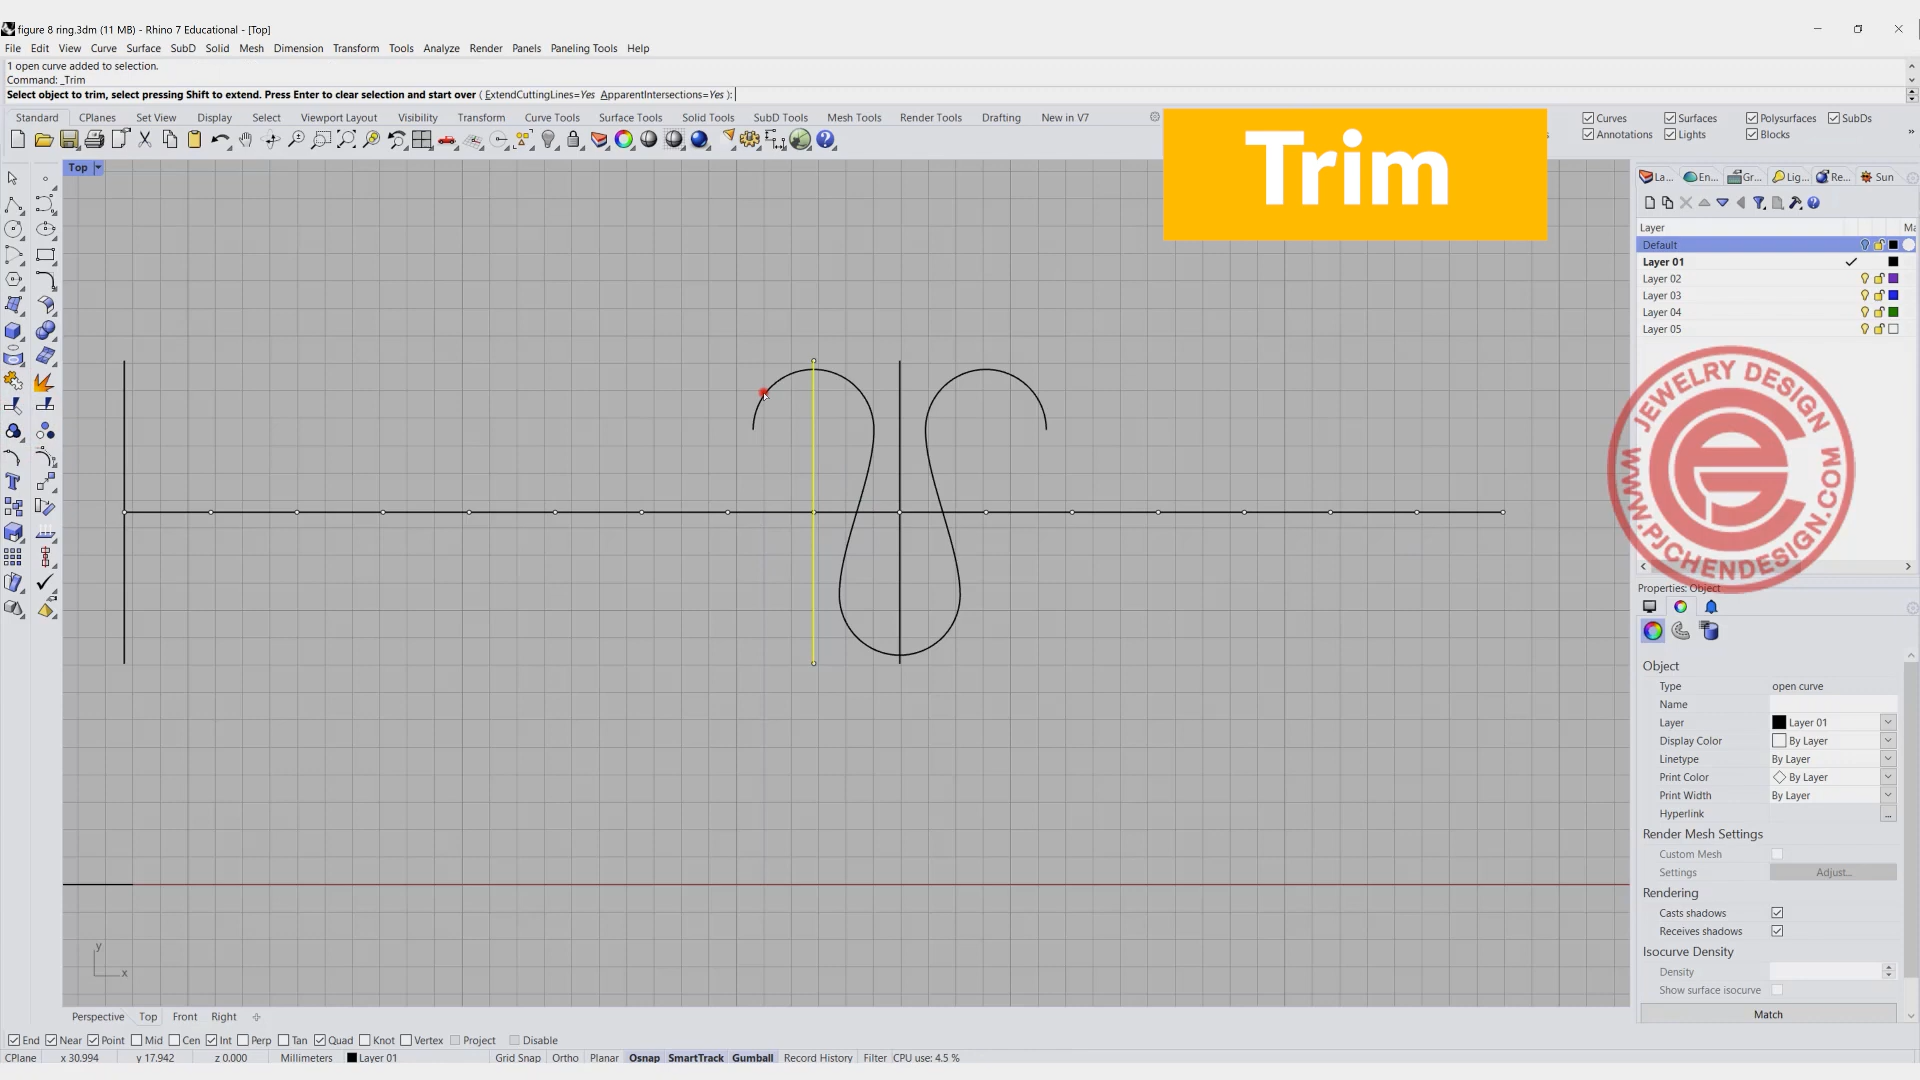 figure 8 ring.3dm (11 MB) - Rhino 7 Educational - [Top]
File Edit View Curve Surface SubD Solid Mesh Dimension Transform Tools Analyze Render Panels Paneling Tools Help
1 open curve added to selection.
Command: _Trim
Select object to trim, select pressing Shift to extend. Press Enter to clear selection and start over ( ExtendCuttingLines=Yes ApparentIntersections=Yes ):
Standard CPlanes Set View Display Select Viewport Layout Visibility Transform Curve Tools Surface Tools Solid Tools SubD Tools Mesh Tools Render Tools Drafting New in V7
Trim
Curves Surfaces Polysurfaces SubDs
Annotations Lights Blocks
Top
La... En... Gr... Lig... Re... Sun
Layer Ma
Default
Layer 01
Layer 02
Layer 03
Layer 04
Layer 05
JEWELRY DESIGN
WWW.PJCHENDESIGN.COM
Properties: Object
Object
Type open curve
Name
Layer Layer 01
Display Color By Layer
Linetype By Layer
Print Color By Layer
Print Width By Layer
Hyperlink ...
Render Mesh Settings
Custom Mesh
Settings Adjust...
Rendering
Casts shadows
Receives shadows
Isocurve Density
Density
Show surface isocurve
Match
y
x
Perspective Top Front Right
End Near Point Mid Cen Int Perp Tan Quad Knot Vertex Project Disable
CPlane x 30.994 y 17.942 z 0.000 Millimeters Layer 01 Grid Snap Ortho Planar Osnap SmartTrack Gumball Record History Filter CPU use: 4.5 %